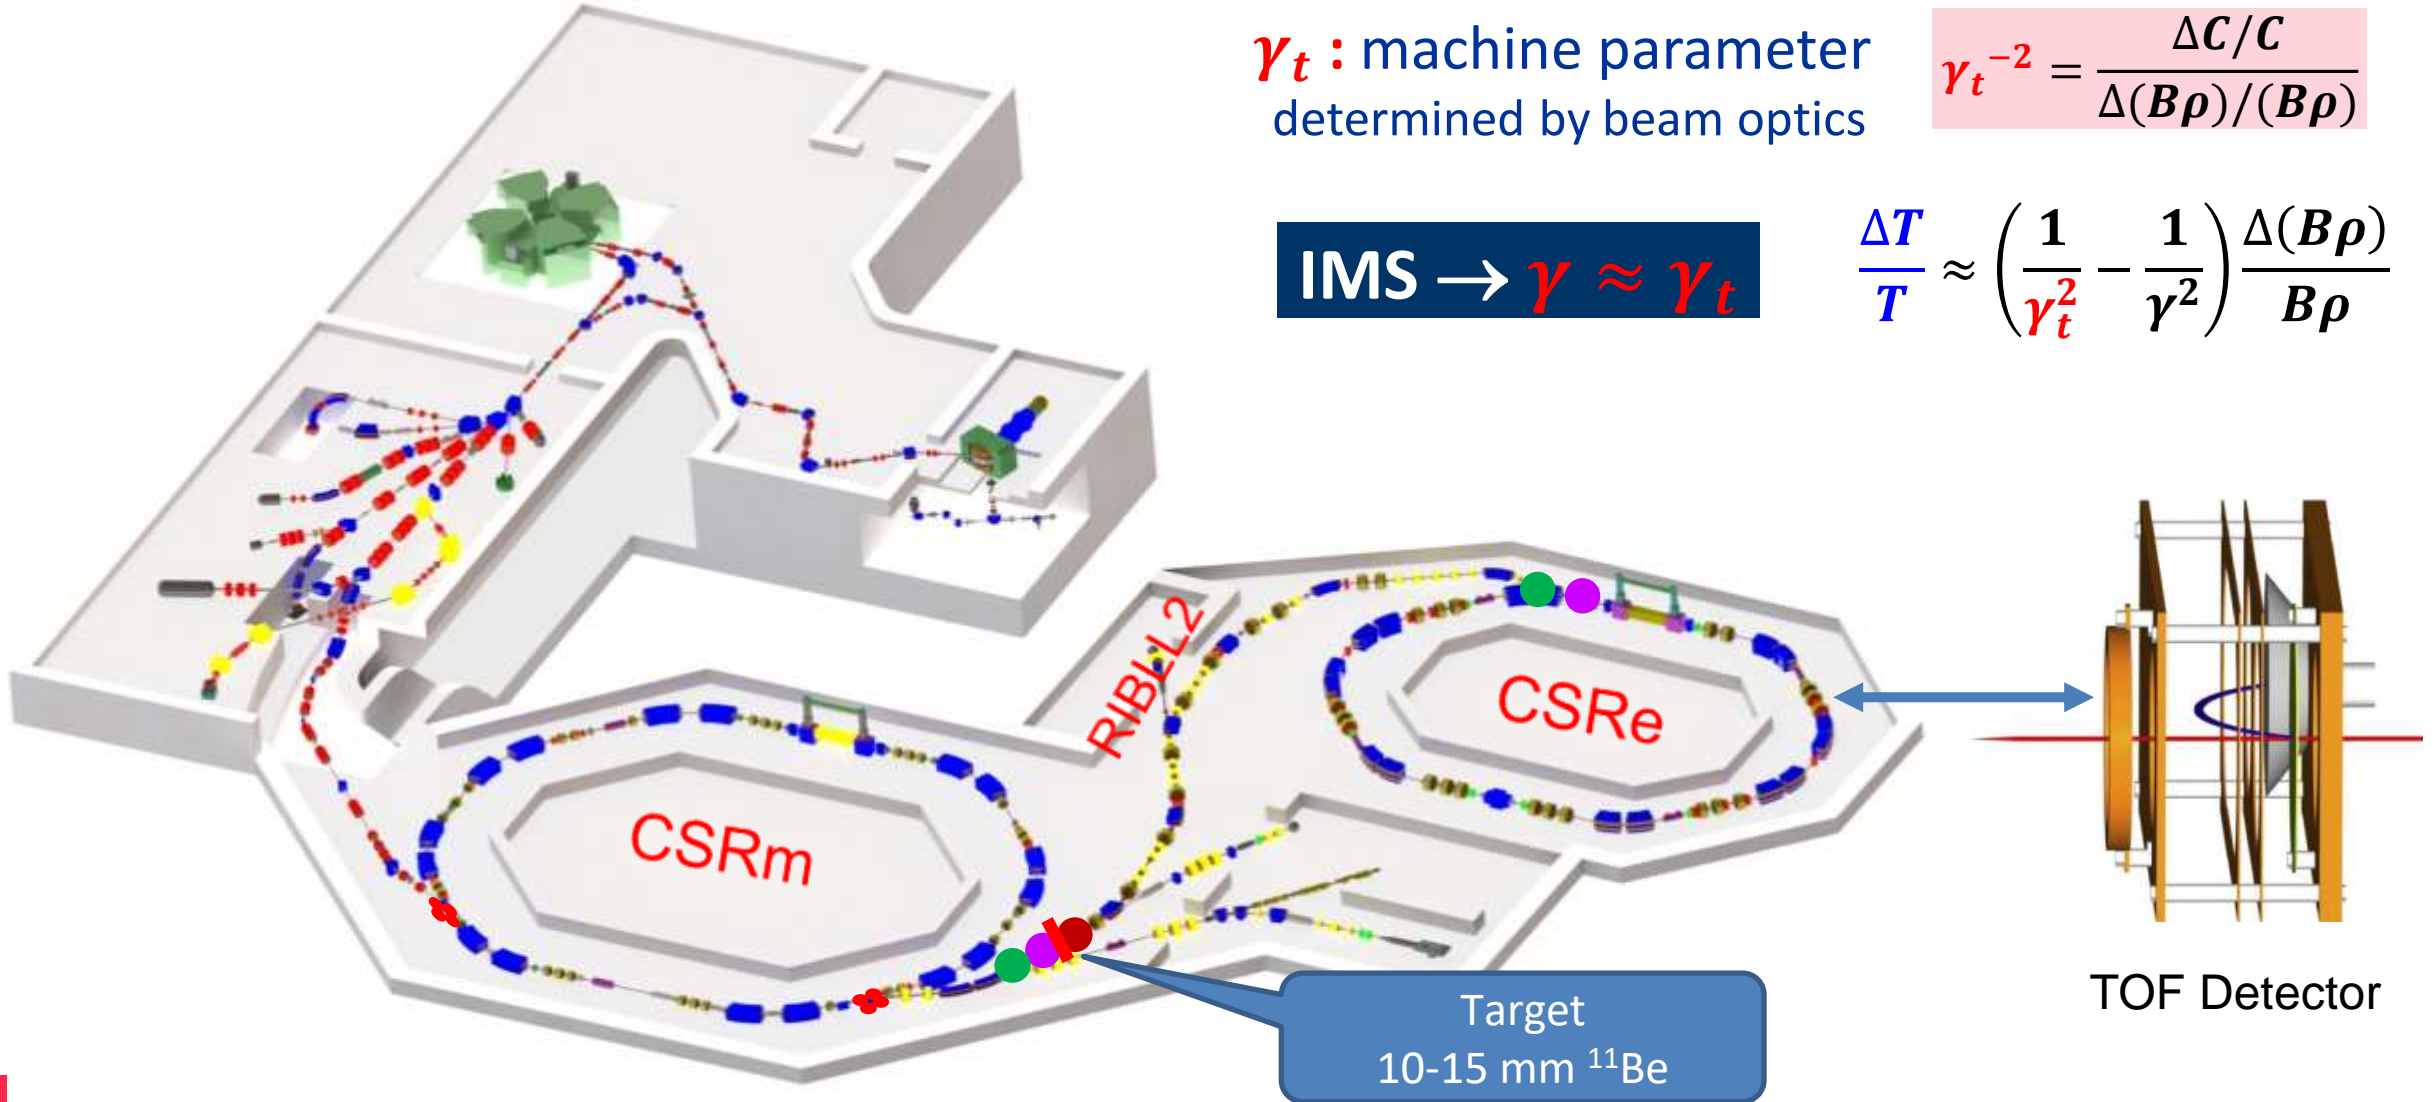 γt : machine parameter
determined by beam optics
γt⁻² = (ΔC/C) / (Δ(Bρ)/(Bρ))
IMS → γ ≈ γt
ΔT/T ≈ (1/γt² − 1/γ²) Δ(Bρ)/Bρ
RIBLL2
CSRe
CSRm
TOF Detector
Target
10-15 mm ¹¹Be